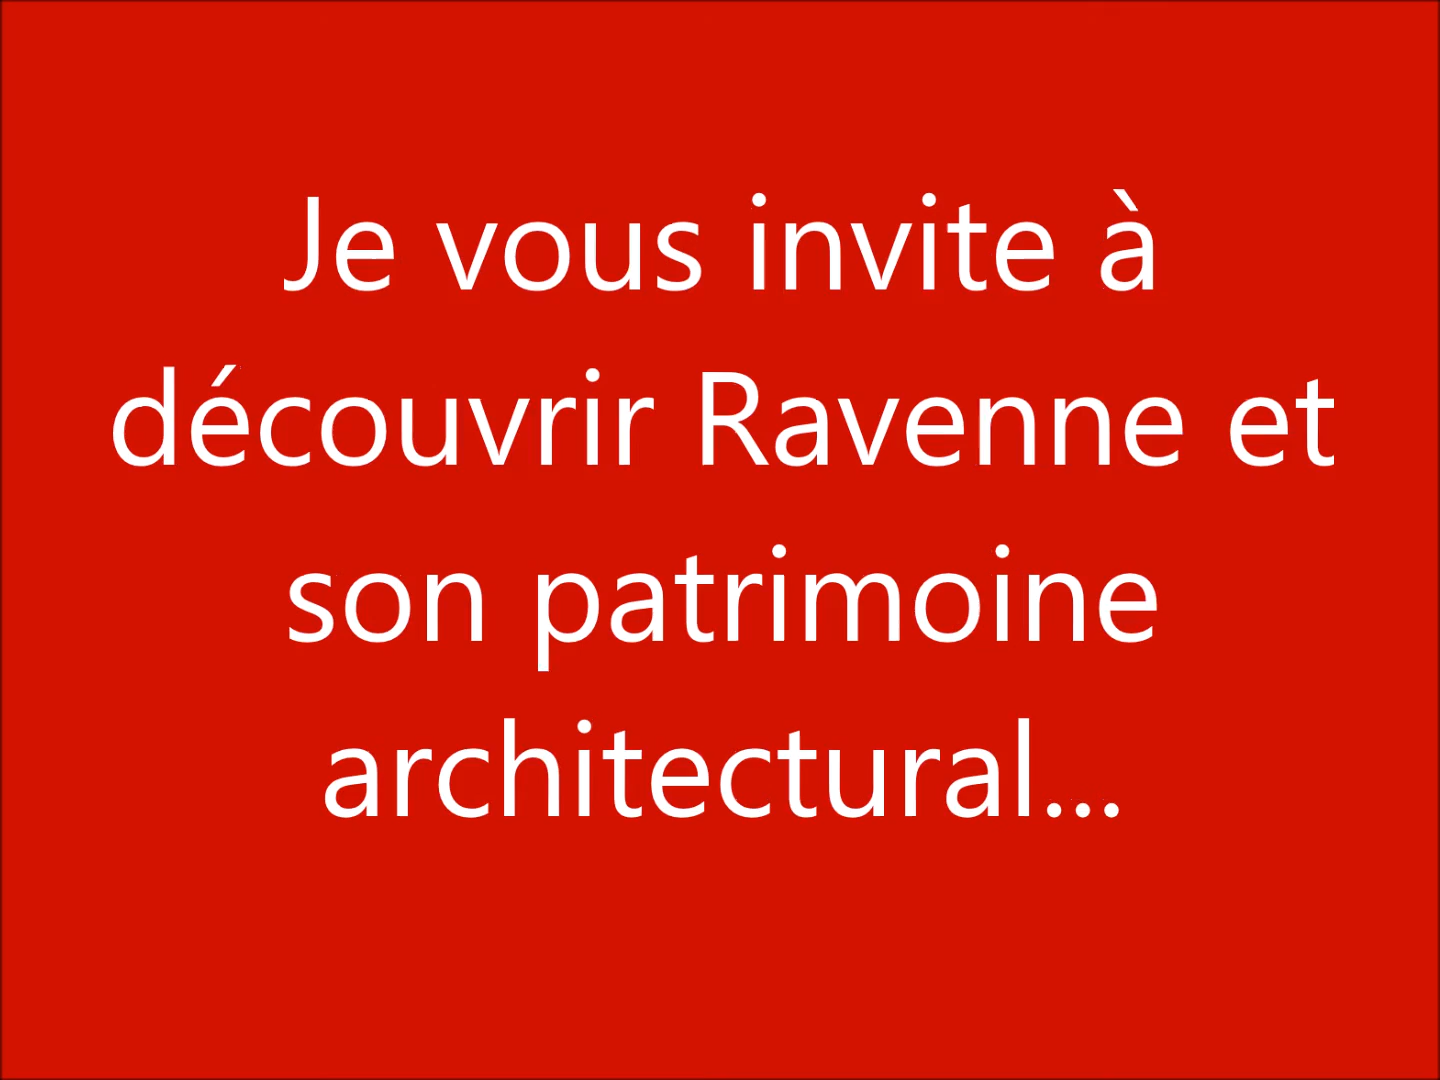 Je vous invite à
découvrir Ravenne et
son patrimoine
architectural...